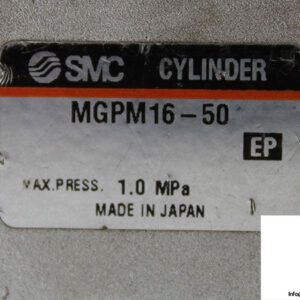 SMC CYLINDER
MGPM16-50
EP
MAX.PRESS. 1.0 MPa
MADE IN JAPAN